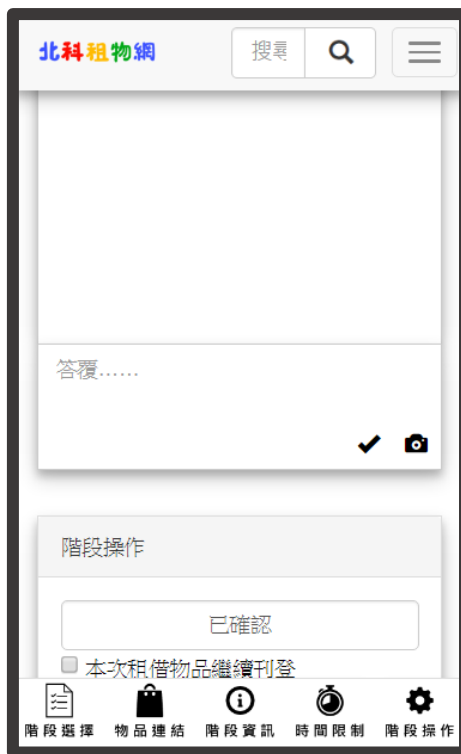 北科租物網
搜尋
答覆......
階段操作
已確認
本次租借物品繼續刊登
階段選擇 物品連結 階段資訊 時間限制 階段操作